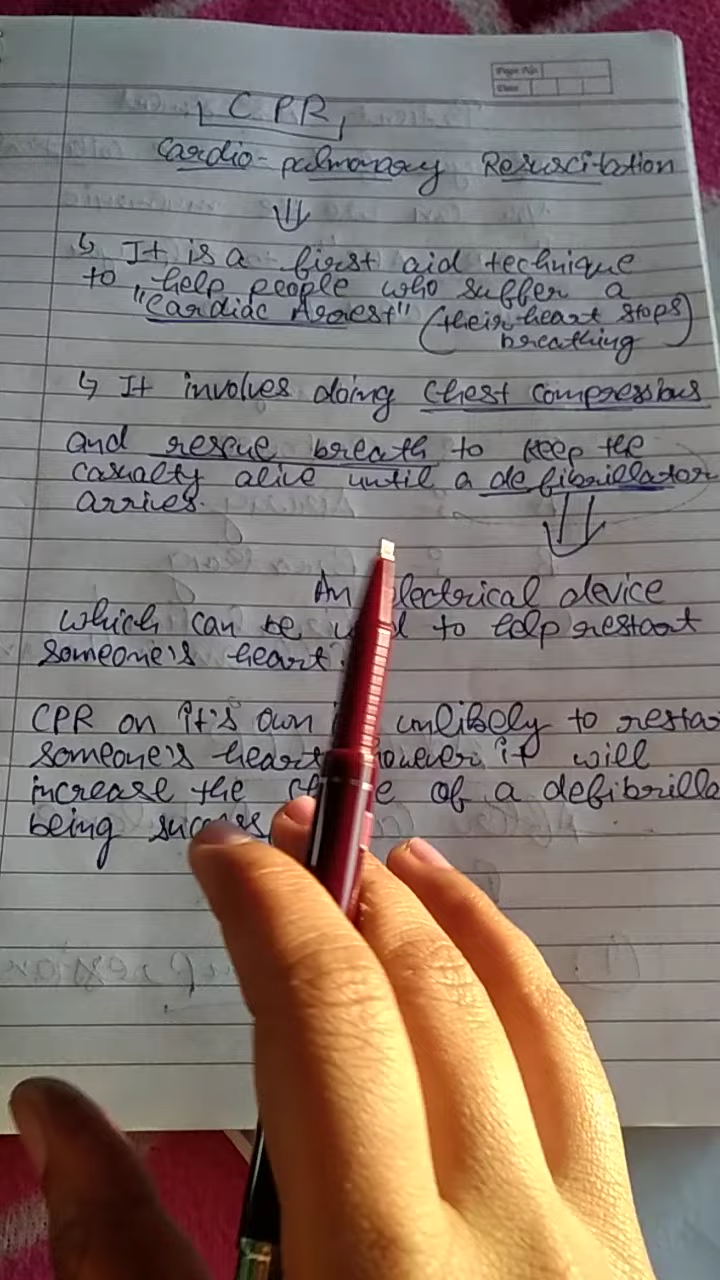 Page No.
Date
CPR
Cardio-pulmonary Resuscitation
↳ It is a first aid technique
to help people who suffer a
"Cardiac Arrest" (their heart stops
breathing)
↳ It involves doing Chest Compressions
and rescue breath to keep the
casualty alive until a defibrillator
arrives.
An electrical device
which can be to help restart
someone's heart.
CPR on it's own unlikely to
someone's heart however it will
increase the of a
being